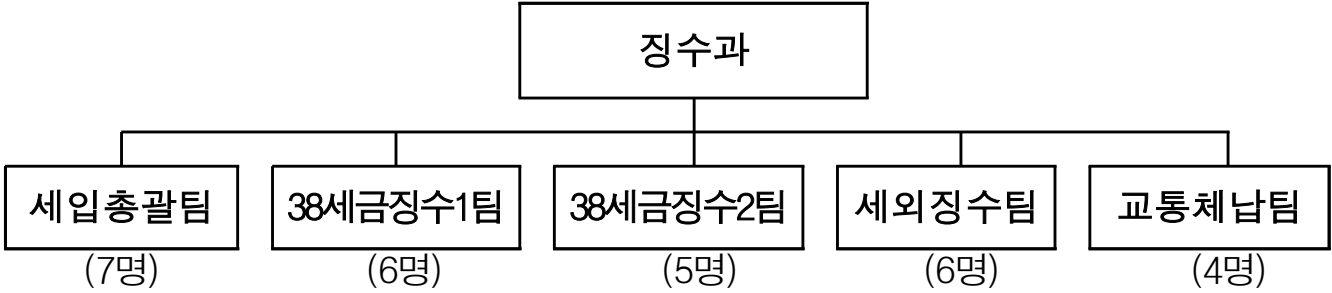 징수과
세입총괄팀 38세금징수1팀 38세금징수2팀 세외징수팀 교통체납팀
(7명) (6명) (5명) (6명) (4명)